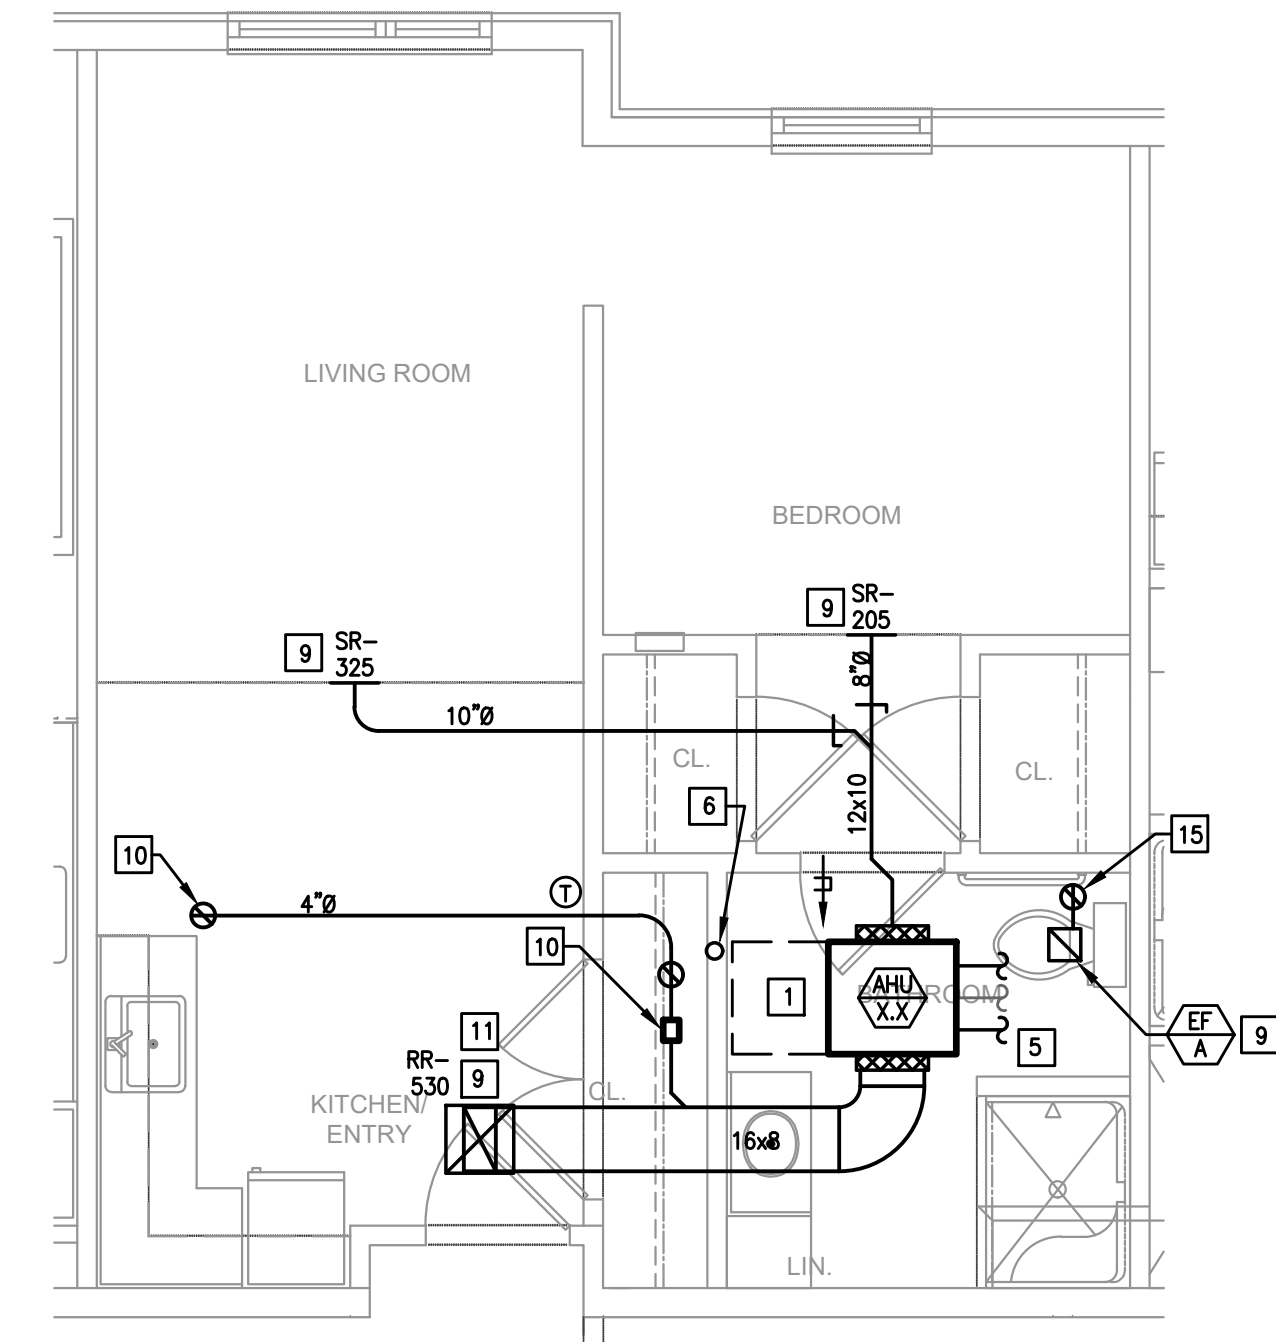 LIVING ROOM
BEDROOM
9
SR-
205
9
SR-
325
8"Ø
10"Ø
CL.
CL.
12x10
6
15
10
4"Ø
T
10
1
AHU
X.X
BATHROOM
5
EF
A
9
11
RR-
530
9
CL.
KITCHEN/
ENTRY
16x8
LIN.